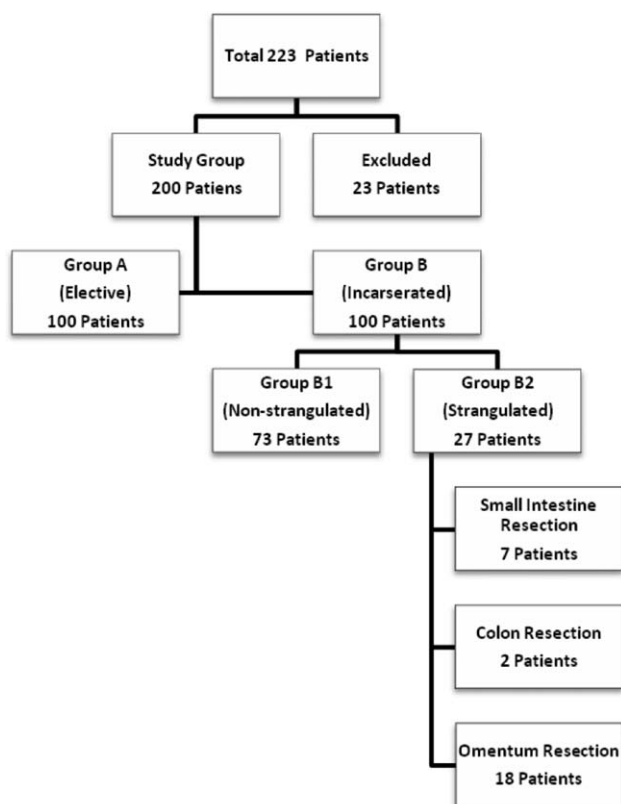 Total 223 Patients
Study Group
200 Patiens
Excluded
23 Patients
Group A
(Elective)
100 Patients
Group B
(Incarserated)
100 Patients
Group B1
(Non-strangulated)
73 Patients
Group B2
(Strangulated)
27 Patients
Small Intestine
Resection
7 Patients
Colon Resection
2 Patients
Omentum Resection
18 Patients